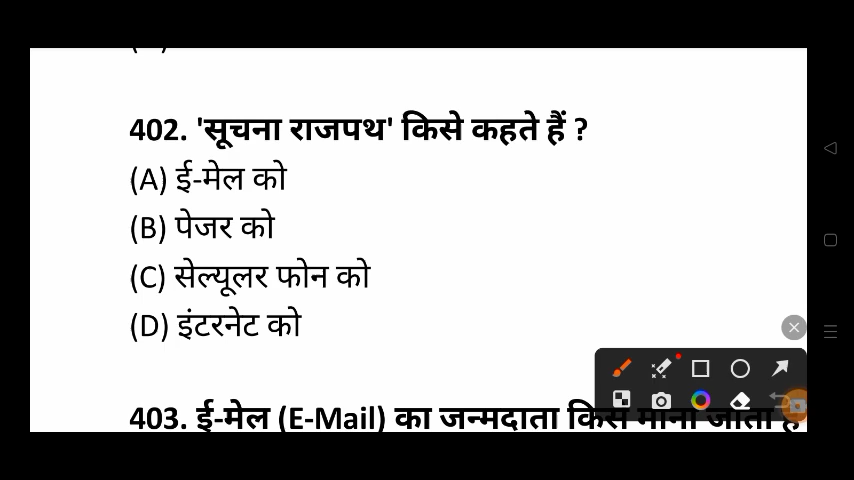 402. 'सूचना राजपथ' किसे कहते हैं ?
(A) ई-मेल को
(B) पेजर को
(C) सेल्यूलर फोन को
(D) इंटरनेट को
403. ई-मेल (E-Mail) का जन्मदाता किसे माना जाता है